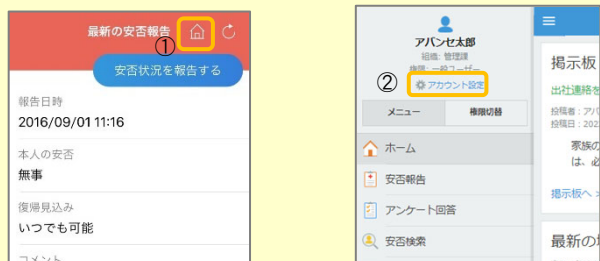 最新の安否報告
①
安否状況を報告する
報告日時
2016/09/01 11:16
本人の安否
無事
復帰見込み
いつでも可能
コメント
アバンセ太郎
組織: 管理課
権限: 一般ユーザー
②
アカウント設定
メニュー
権限切替
ホーム
安否報告
アンケート回答
安否検索
掲示板
出社連絡を
投稿者：アバ
投稿日：202
家族の
は、必
掲示板へ >
最新の